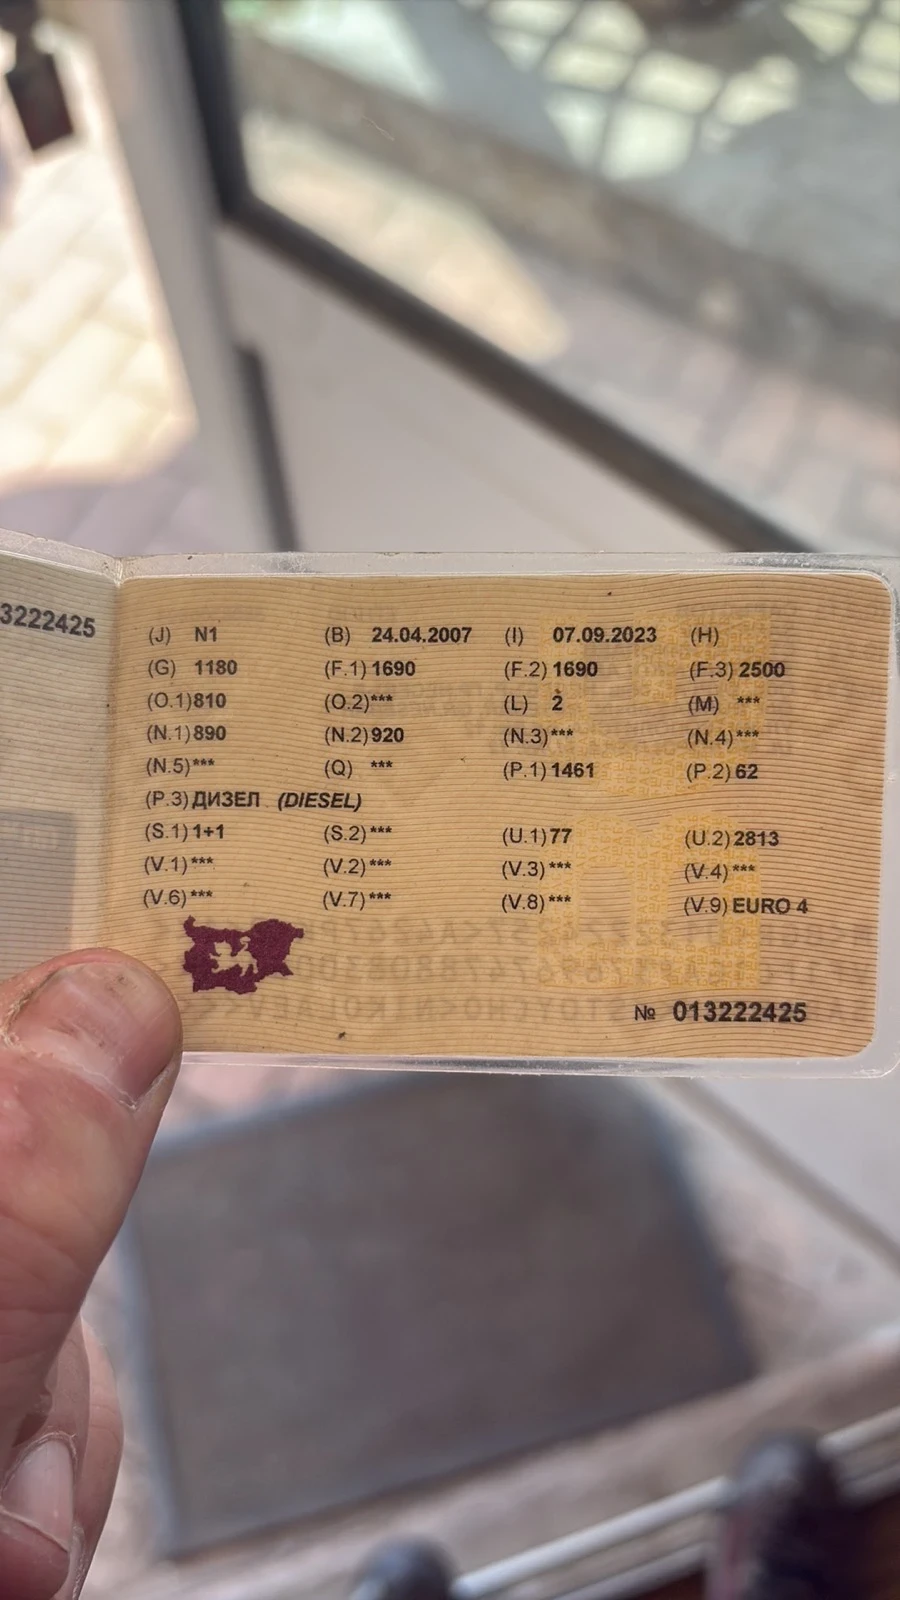 3222425
(J) N1 (B) 24.04.2007 (I) 07.09.2023 (H)
(G) 1180 (F.1) 1690 (F.2) 1690 (F.3) 2500
(O.1) 810 (O.2) *** (L) 2 (M) ***
(N.1) 890 (N.2) 920 (N.3) *** (N.4) ***
(N.5) *** (Q) *** (P.1) 1461 (P.2) 62
(P.3) ДИЗЕЛ (DIESEL)
(S.1) 1+1 (S.2) *** (U.1) 77 (U.2) 2813
(V.1) *** (V.2) *** (V.3) *** (V.4) ***
(V.6) *** (V.7) *** (V.8) *** (V.9) EURO 4
№ 013222425